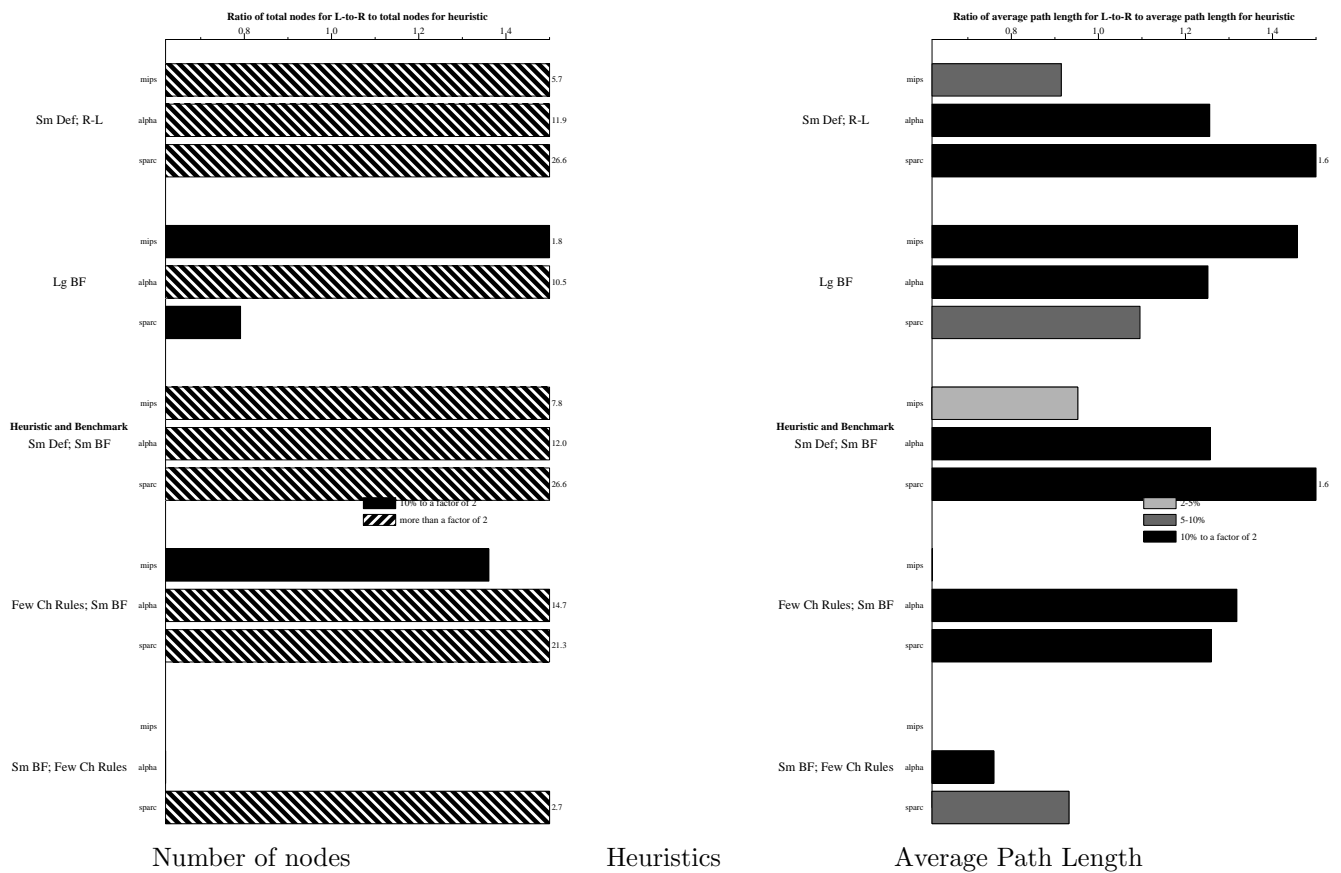 Ratio of total nodes for L-to-R to total nodes for heuristic
0,8 1,0 1,2 1,4
mips 5.7
Sm Def; R-L alpha 11.9
sparc 26.6
mips 1.8
Lg BF alpha 10.5
sparc
mips 7.8
Heuristic and Benchmark
Sm Def; Sm BF alpha 12.0
sparc 26.6
10% to a factor of 2
more than a factor of 2
mips
Few Ch Rules; Sm BF alpha 14.7
sparc 21.3
mips
Sm BF; Few Ch Rules alpha
sparc 2.7
Number of nodes
Heuristics
Ratio of average path length for L-to-R to average path length for heuristic
0,8 1,0 1,2 1,4
mips
Sm Def; R-L alpha
sparc 1.6
mips
Lg BF alpha
sparc
mips
Heuristic and Benchmark
Sm Def; Sm BF alpha
sparc 1.6
2-5%
5-10%
10% to a factor of 2
mips
Few Ch Rules; Sm BF alpha
sparc
mips
Sm BF; Few Ch Rules alpha
sparc
Average Path Length